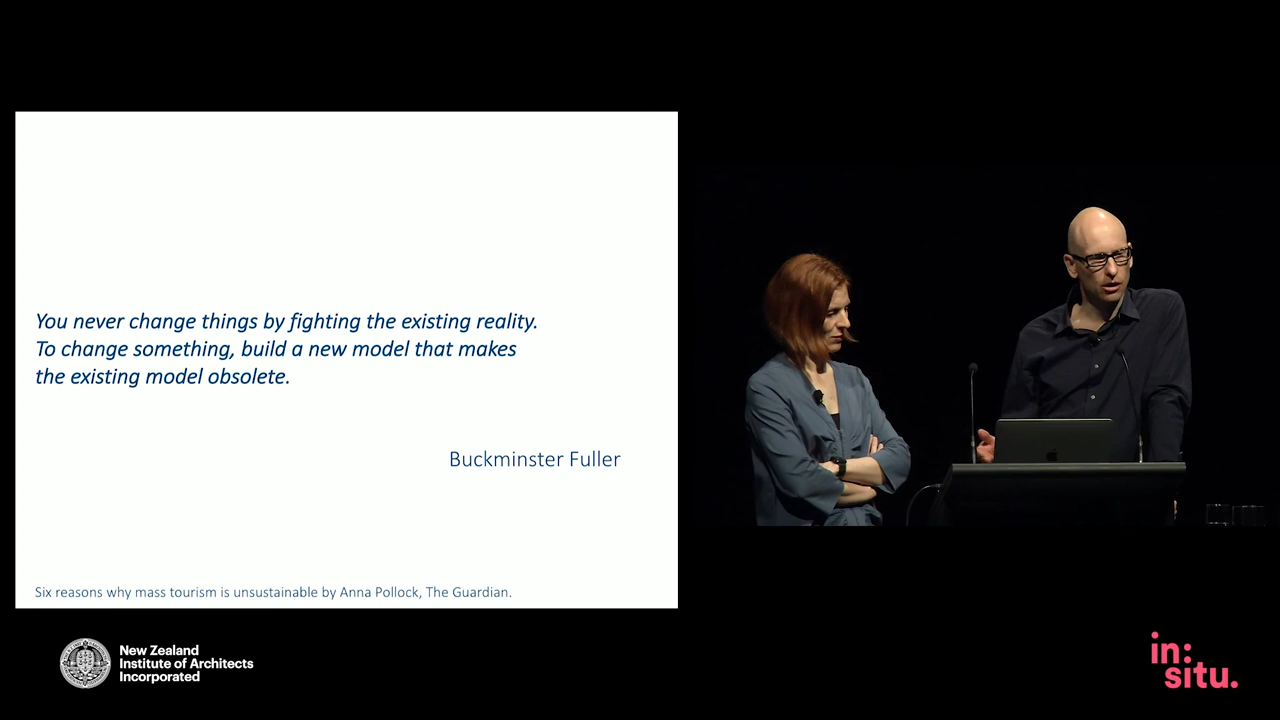 You never change things by fighting the existing reality.
To change something, build a new model that makes
the existing model obsolete.
Buckminster Fuller
Six reasons why mass tourism is unsustainable by Anna Pollock, The Guardian.
New Zealand
Institute of Architects
Incorporated
in:
situ.